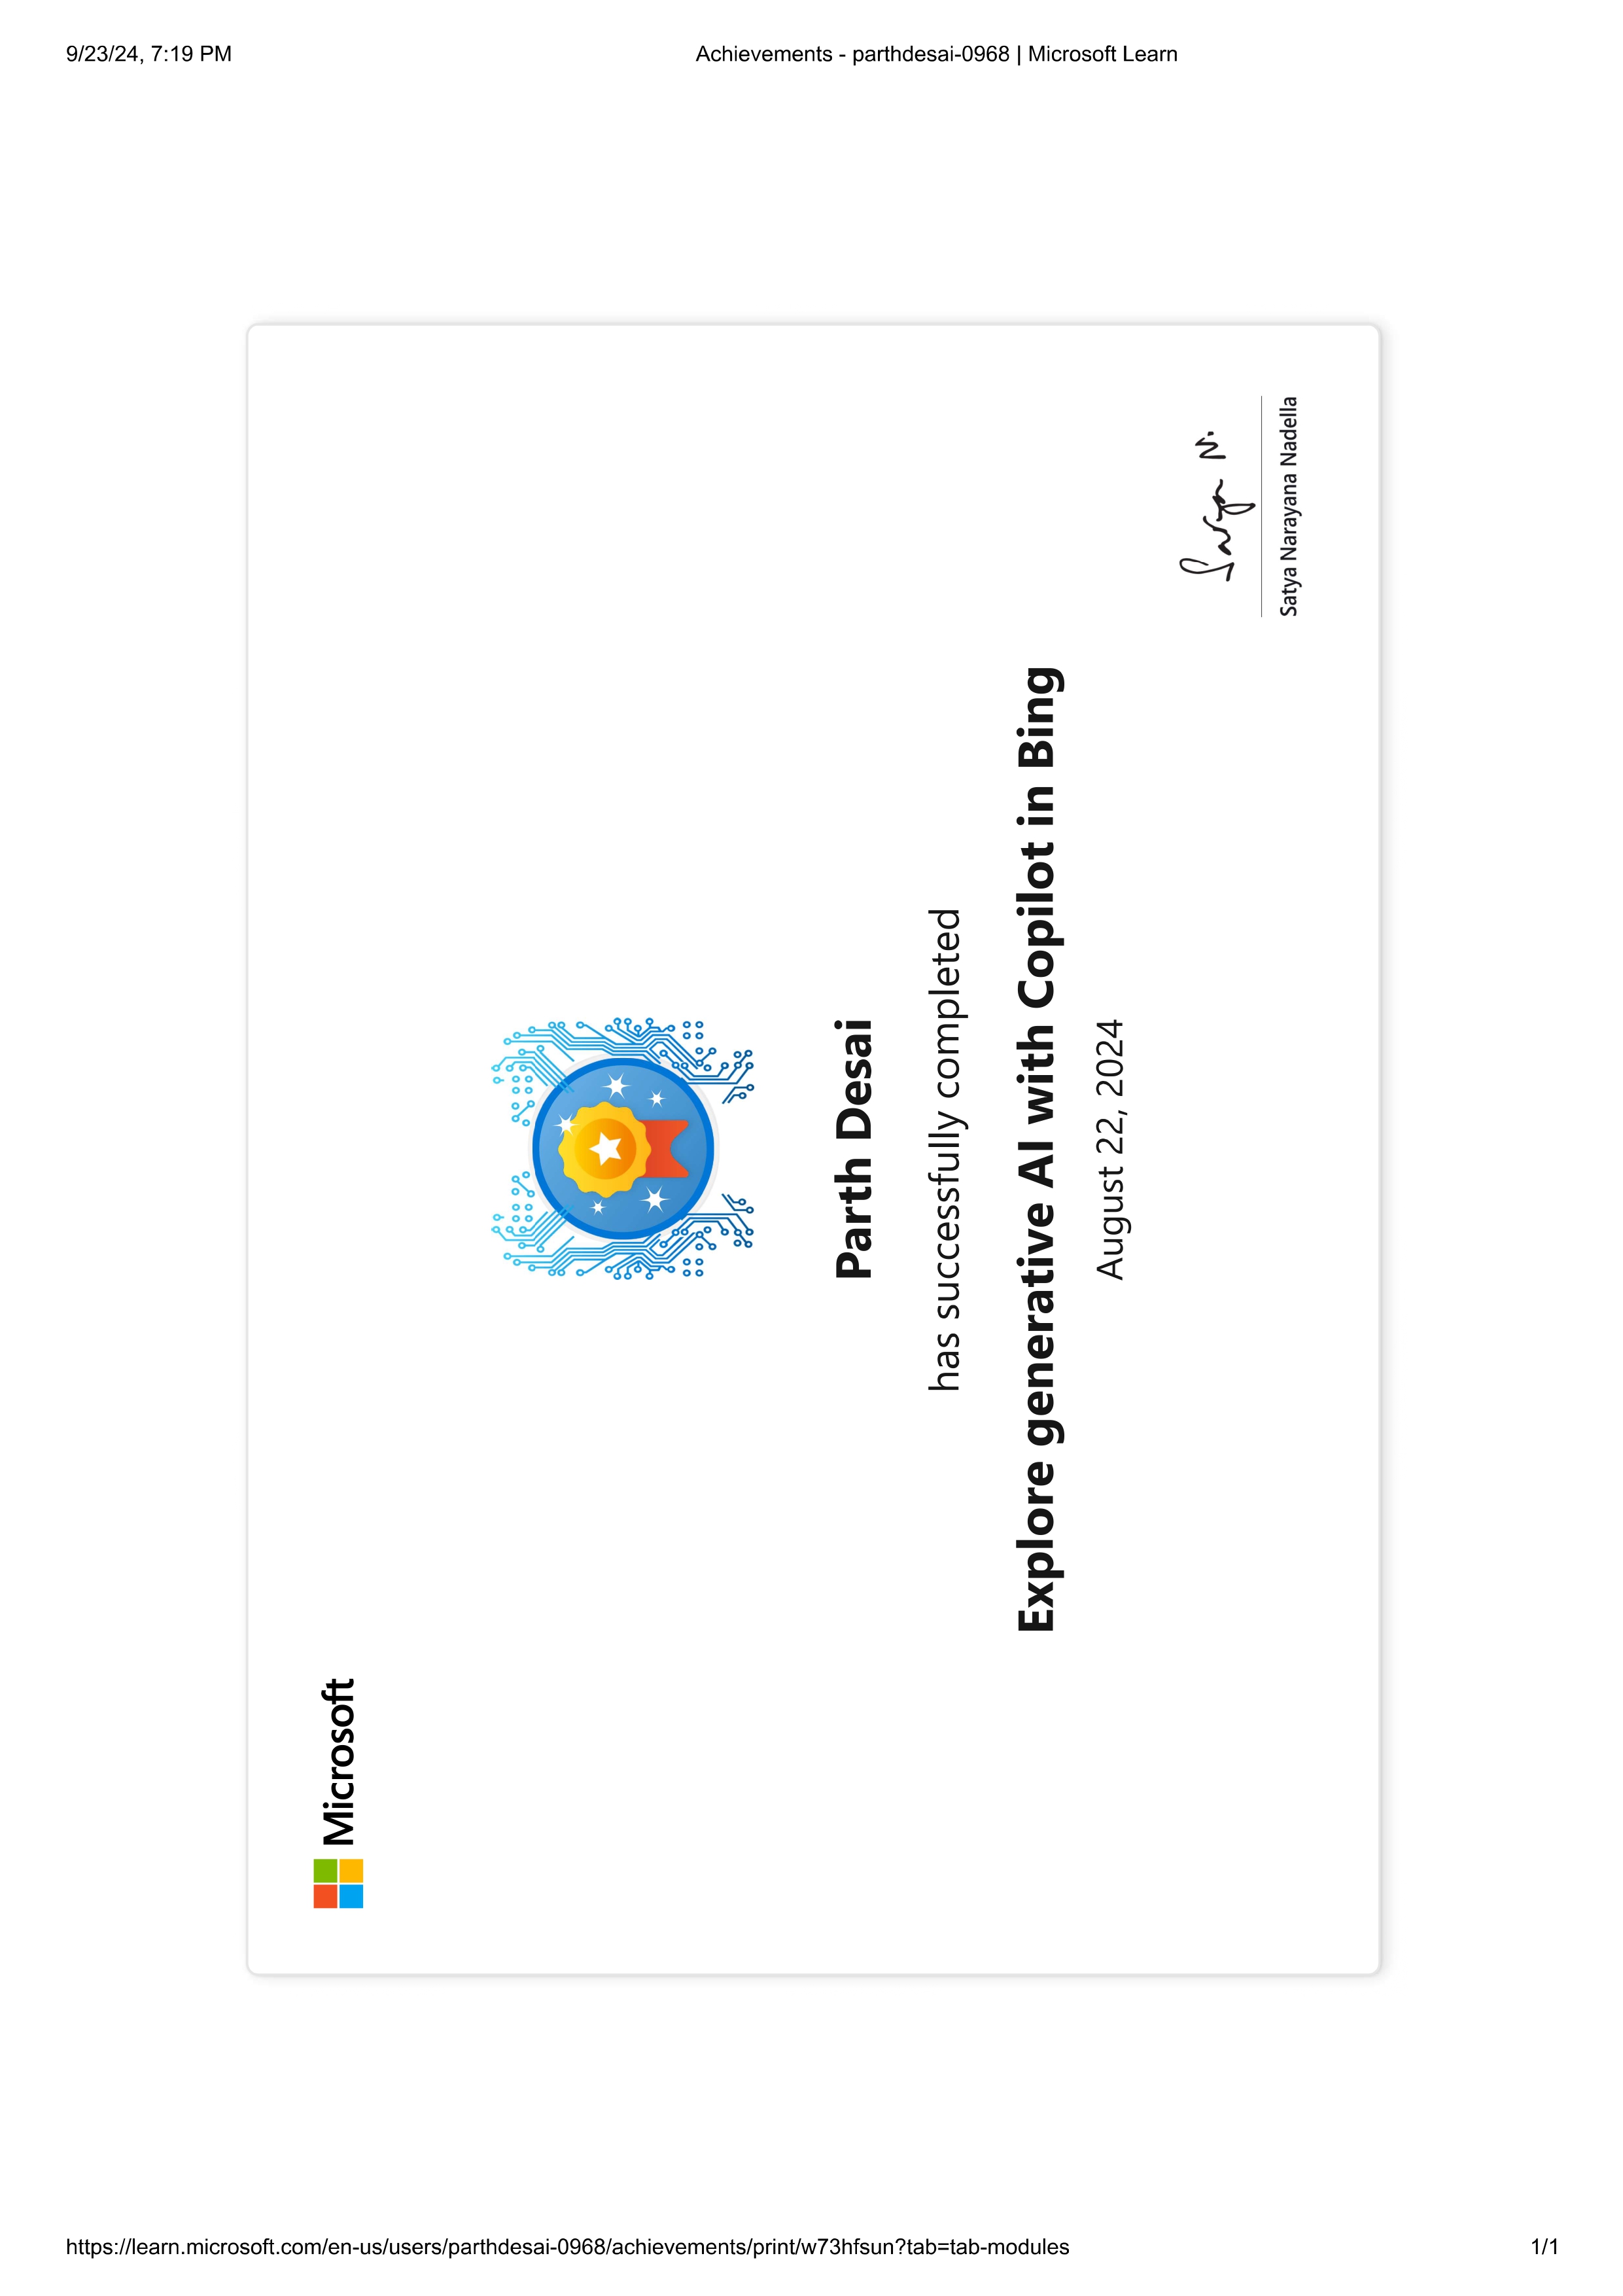 9/23/24, 7:19 PM
Achievements - parthdesai-0968 | Microsoft Learn
Microsoft
Parth Desai
has successfully completed
Explore generative AI with Copilot in Bing
August 22, 2024
Satya N.
Satya Narayana Nadella
https://learn.microsoft.com/en-us/users/parthdesai-0968/achievements/print/w73hfsun?tab=tab-modules
1/1